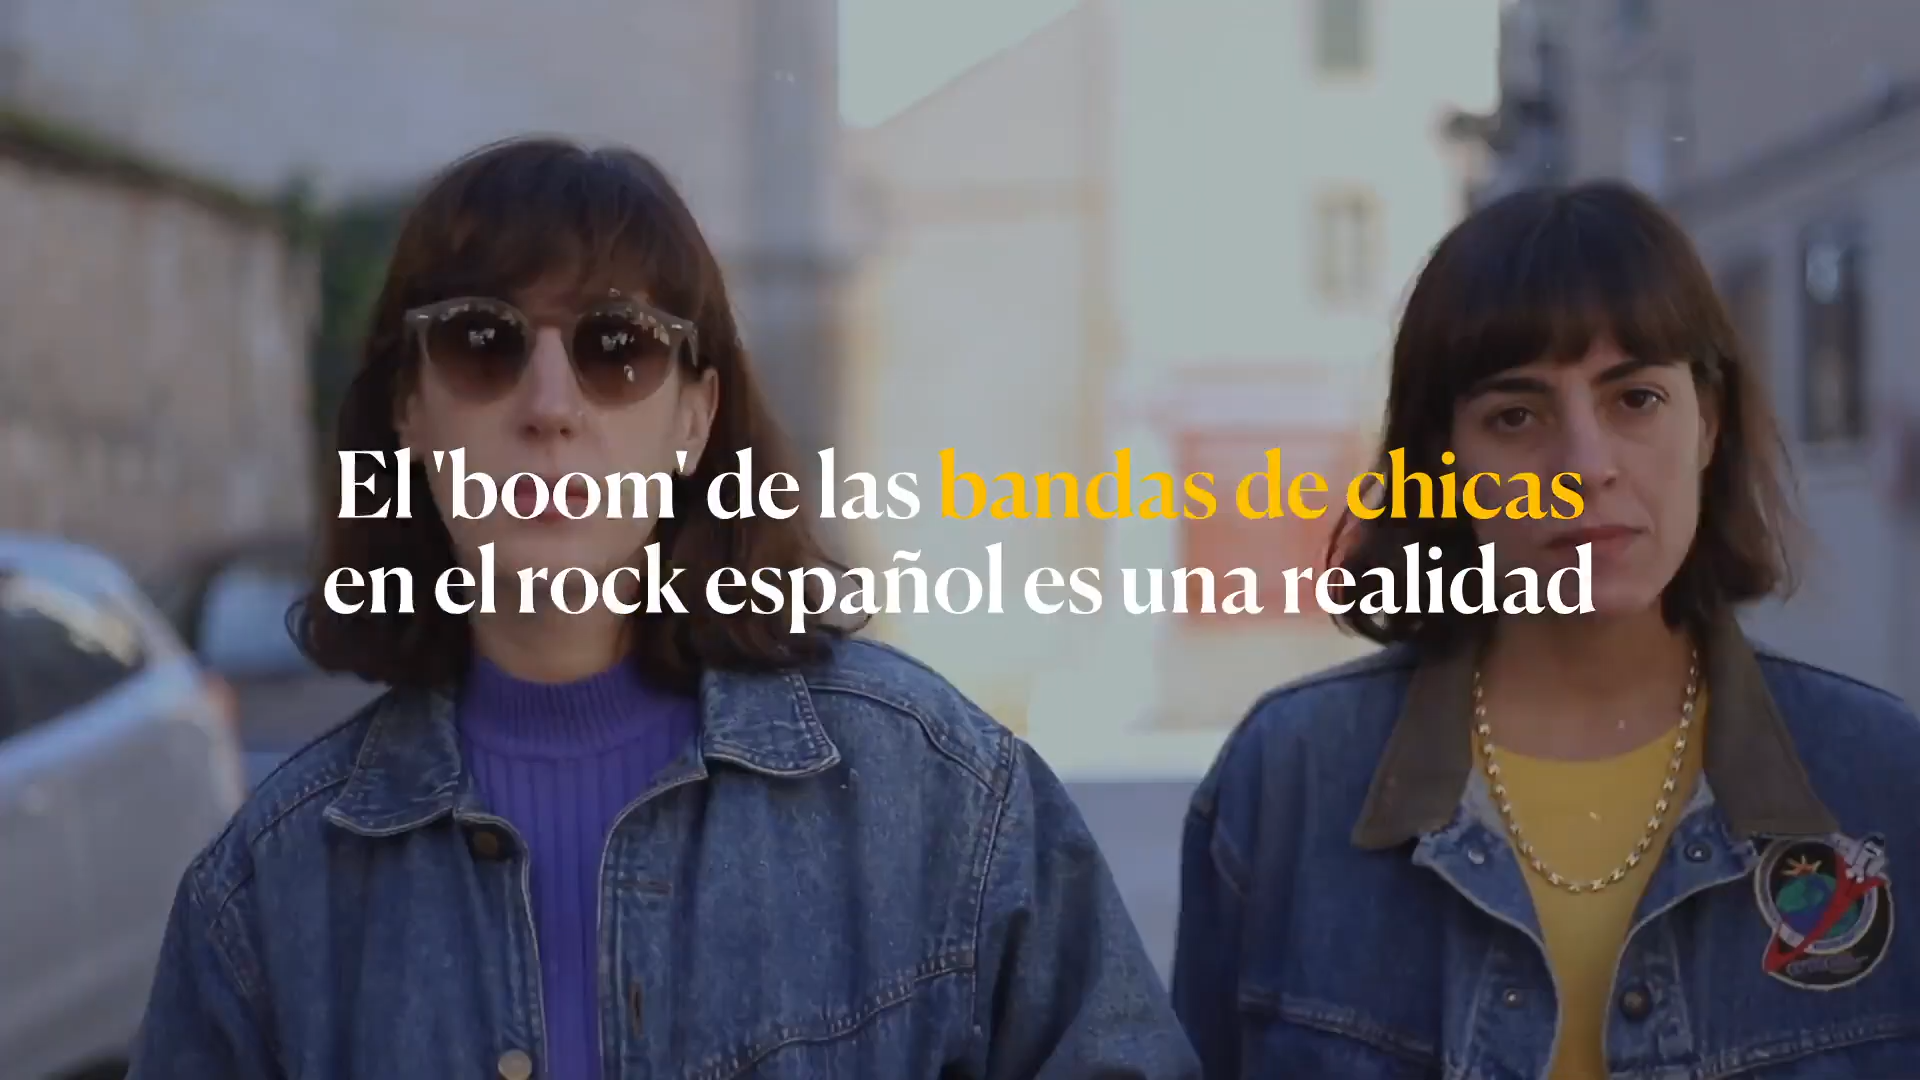 El 'boom' de las bandas de chicas
en el rock español es una realidad